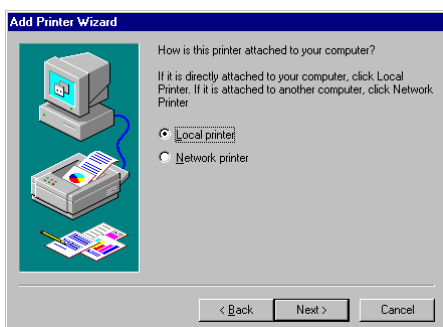 Add Printer Wizard
How is this printer attached to your computer?
If it is directly attached to your computer, click Local
Printer. If it is attached to another computer, click Network
Printer
Local printer
Network printer
< Back
Next >
Cancel